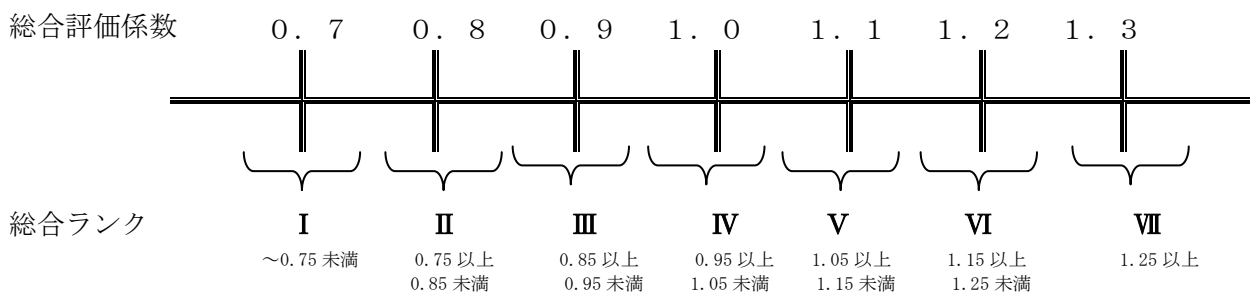 総合評価係数 ０．７ ０．８ ０．９ １．０ １．１ １．２ １．３
総合ランク Ⅰ Ⅱ Ⅲ Ⅳ Ⅴ Ⅵ Ⅶ
～0.75 未満 0.75 以上 0.85 以上 0.95 以上 1.05 以上 1.15 以上 1.25 以上
0.85 未満 0.95 未満 1.05 未満 1.15 未満 1.25 未満